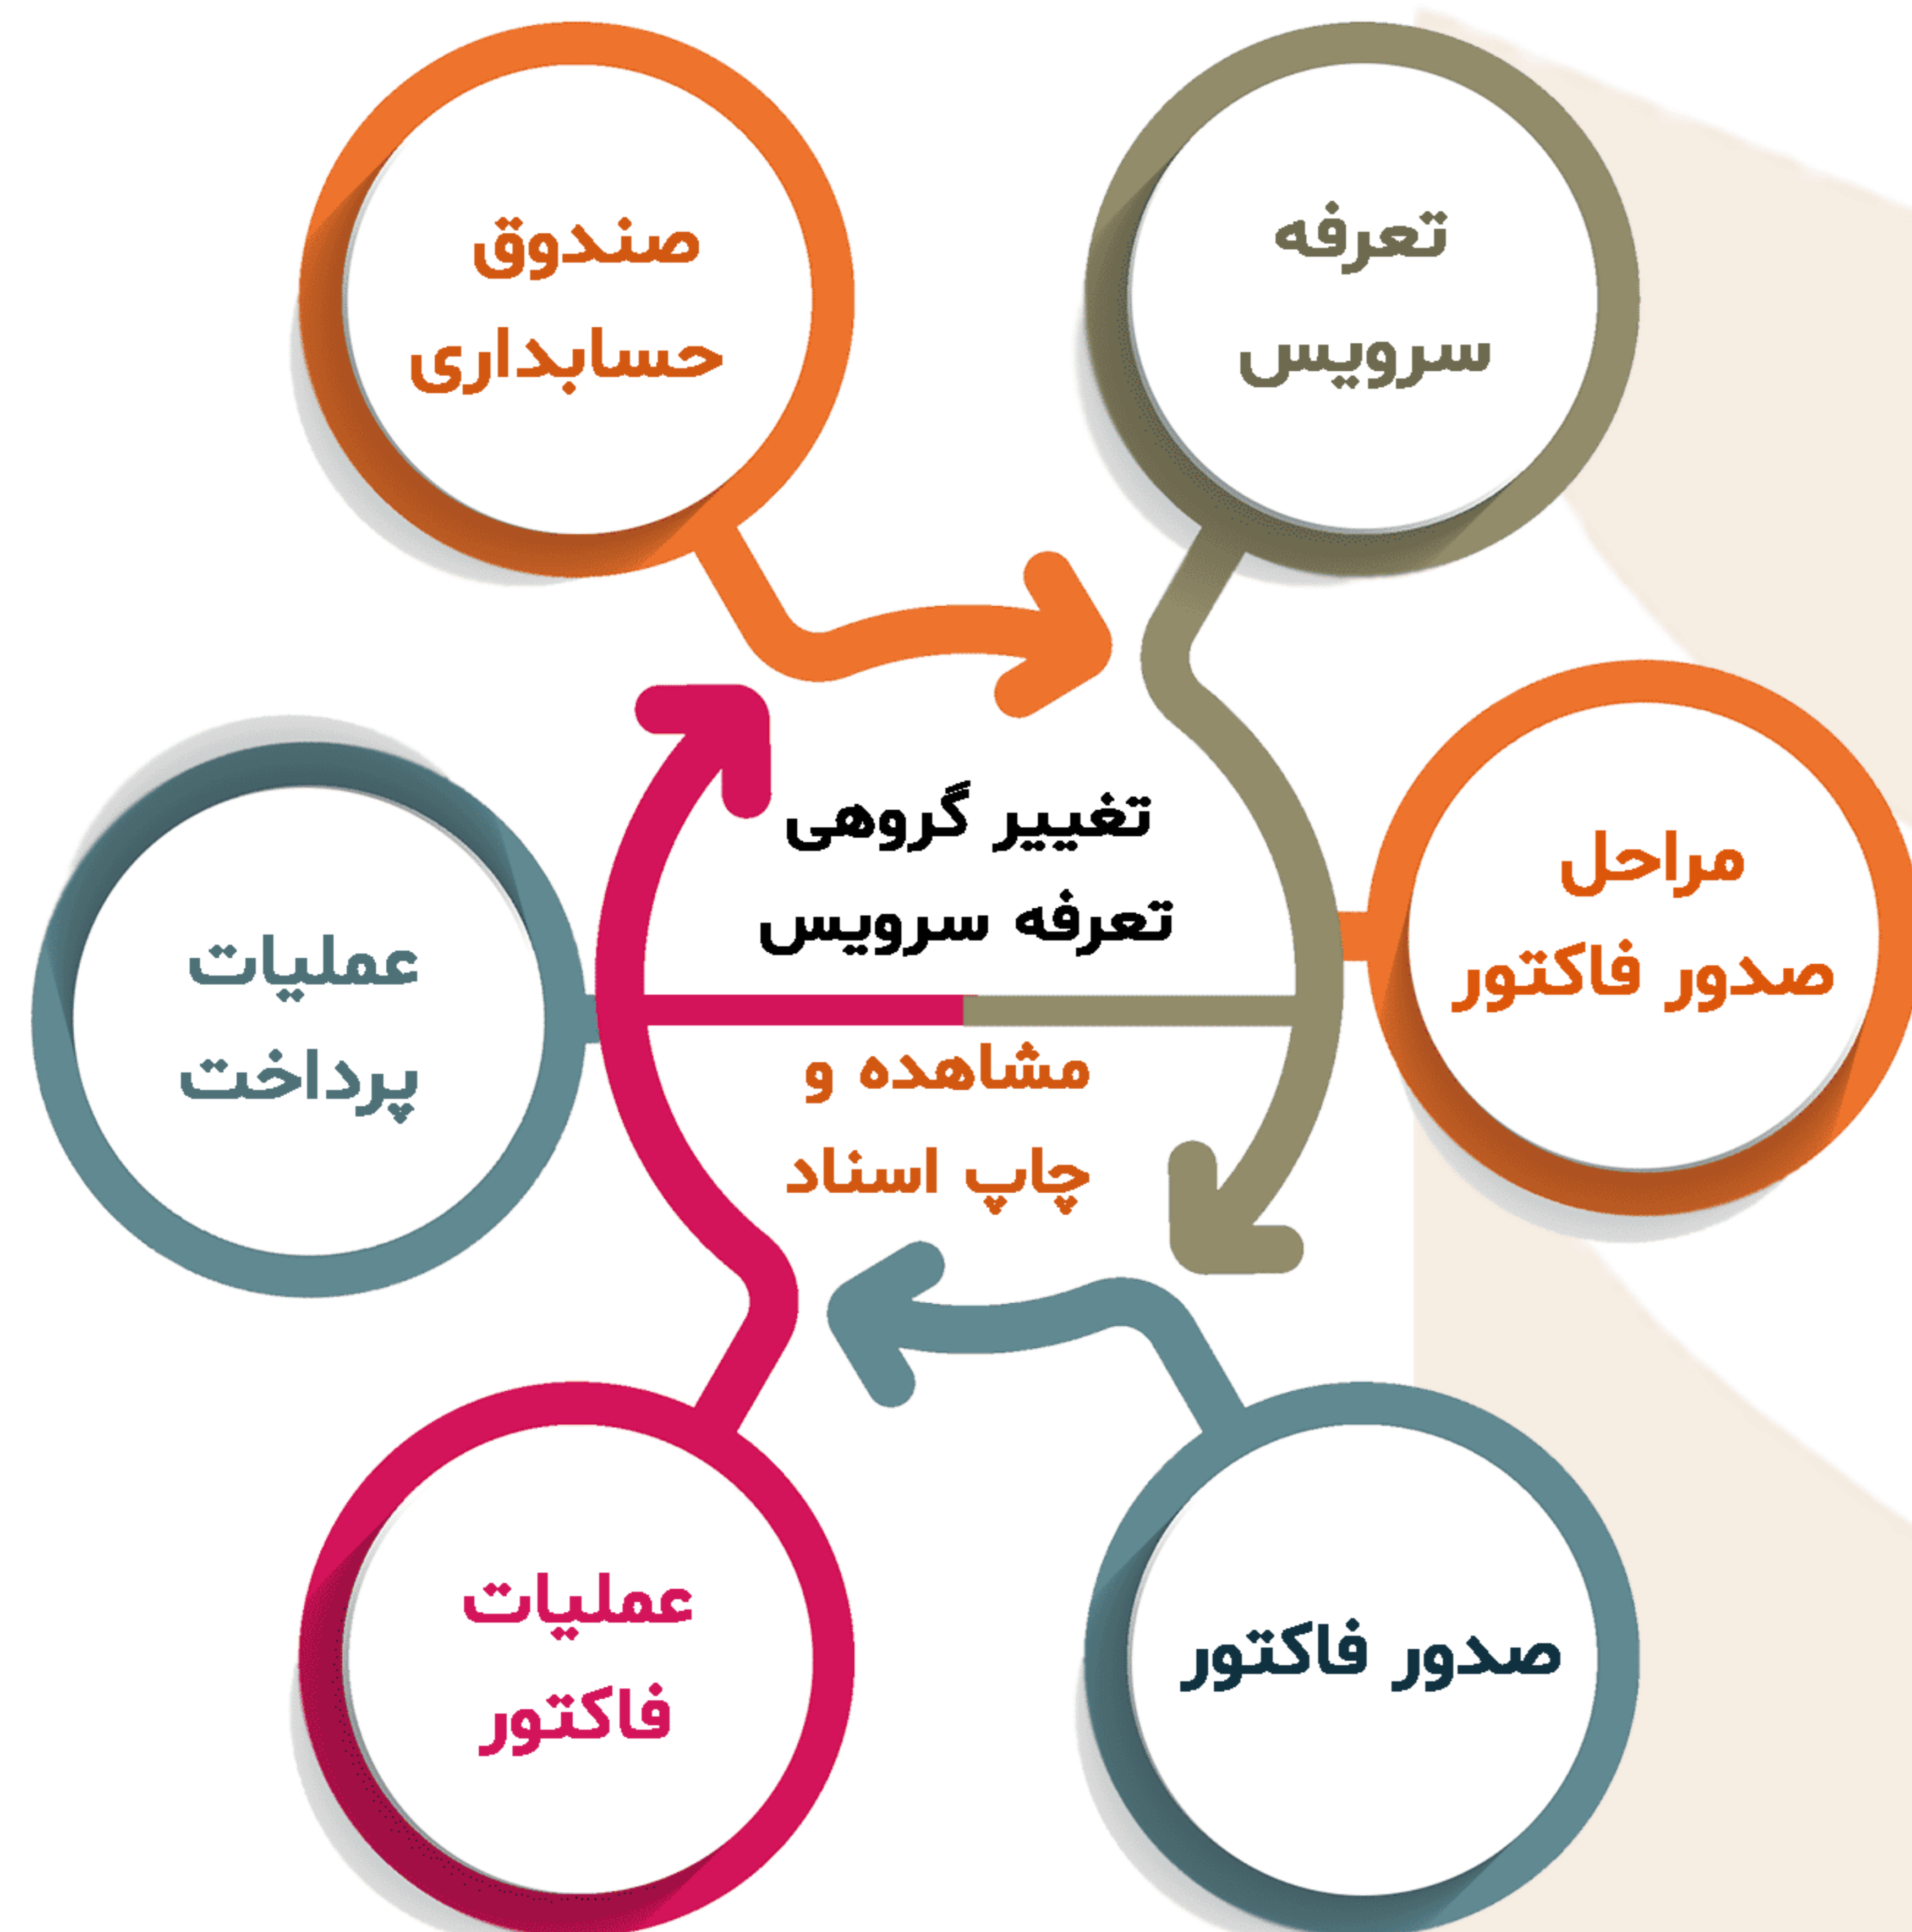 تعرفه
سرویس
صندوق
حسابداری
مراحل
صدور فاکتور
تغییر گروهی
تعرفه سرویس
مشاهده و
چاپ اسناد
عملیات
پرداخت
صدور فاکتور
عملیات
فاکتور